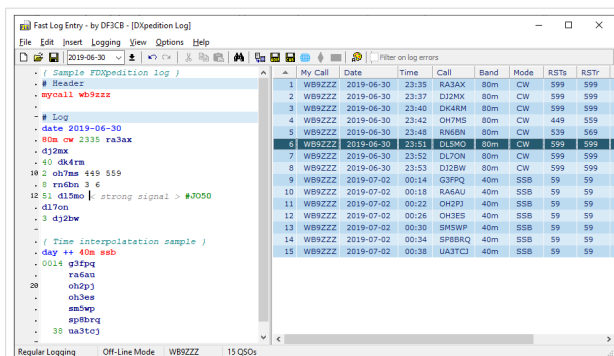 Fast Log Entry - by DF3CB - [DXpedition Log]
File Edit Insert Logging View Options Help
2019-06-30 Filter on log errors
{ Sample FDXpedition log }
# Header
mycall wb9zzz
# Log
date 2019-06-30
80m cw 2335 ra3ax
dj2mx
40 dk4rm
10 2 oh7ms 449 559
8 rn6bn 3 6
12 51 dl5mo < strong signal > #JO50
dl7on
3 dj2bw
{ Time interpolatation sample }
day ++ 40m ssb
0014 g3fpq
ra6au
20 oh2pj
oh3es
sm5wp
sp8brq
38 ua3tcj
My Call Date Time Call Band Mode RSTs RSTr
1 WB9ZZZ 2019-06-30 23:35 RA3AX 80m CW 599 599
2 WB9ZZZ 2019-06-30 23:37 DJ2MX 80m CW 599 599
3 WB9ZZZ 2019-06-30 23:40 DK4RM 80m CW 599 599
4 WB9ZZZ 2019-06-30 23:42 OH7MS 80m CW 449 559
5 WB9ZZZ 2019-06-30 23:48 RN6BN 80m CW 539 569
6 WB9ZZZ 2019-06-30 23:51 DL5MO 80m CW 599 599
7 WB9ZZZ 2019-06-30 23:52 DL7ON 80m CW 599 599
8 WB9ZZZ 2019-06-30 23:53 DJ2BW 80m CW 599 599
9 WB9ZZZ 2019-07-02 00:14 G3FPQ 40m SSB 59 59
10 WB9ZZZ 2019-07-02 00:18 RA6AU 40m SSB 59 59
11 WB9ZZZ 2019-07-02 00:22 OH2PJ 40m SSB 59 59
12 WB9ZZZ 2019-07-02 00:26 OH3ES 40m SSB 59 59
13 WB9ZZZ 2019-07-02 00:30 SM5WP 40m SSB 59 59
14 WB9ZZZ 2019-07-02 00:34 SP8BRQ 40m SSB 59 59
15 WB9ZZZ 2019-07-02 00:38 UA3TCJ 40m SSB 59 59
Regular Logging Off-Line Mode WB9ZZZ 15 QSOs